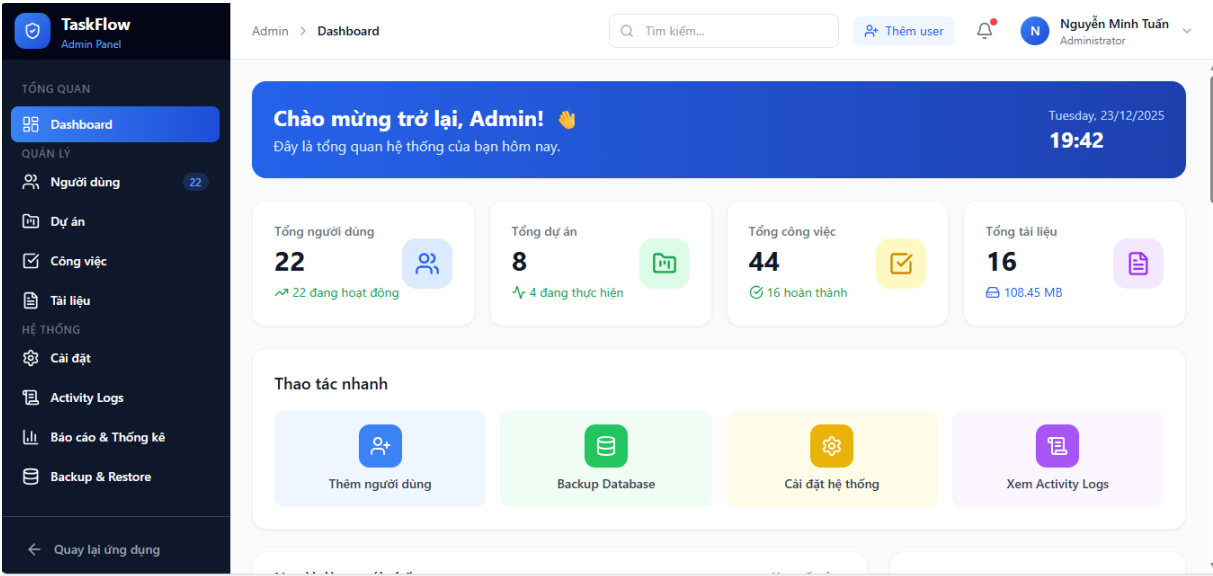 TaskFlow
Admin Panel
TỔNG QUAN
Dashboard
QUẢN LÝ
Người dùng 22
Dự án
Công việc
Tài liệu
HỆ THỐNG
Cài đặt
Activity Logs
Báo cáo & Thống kê
Backup & Restore
Quay lại ứng dụng
Admin > Dashboard
Tìm kiếm...
Thêm user
N
Nguyễn Minh Tuấn
Administrator
Chào mừng trở lại, Admin! 👋
Đây là tổng quan hệ thống của bạn hôm nay.
Tuesday, 23/12/2025
19:42
Tổng người dùng
22
22 đang hoạt động
Tổng dự án
8
4 đang thực hiện
Tổng công việc
44
16 hoàn thành
Tổng tài liệu
16
108.45 MB
Thao tác nhanh
Thêm người dùng
Backup Database
Cài đặt hệ thống
Xem Activity Logs